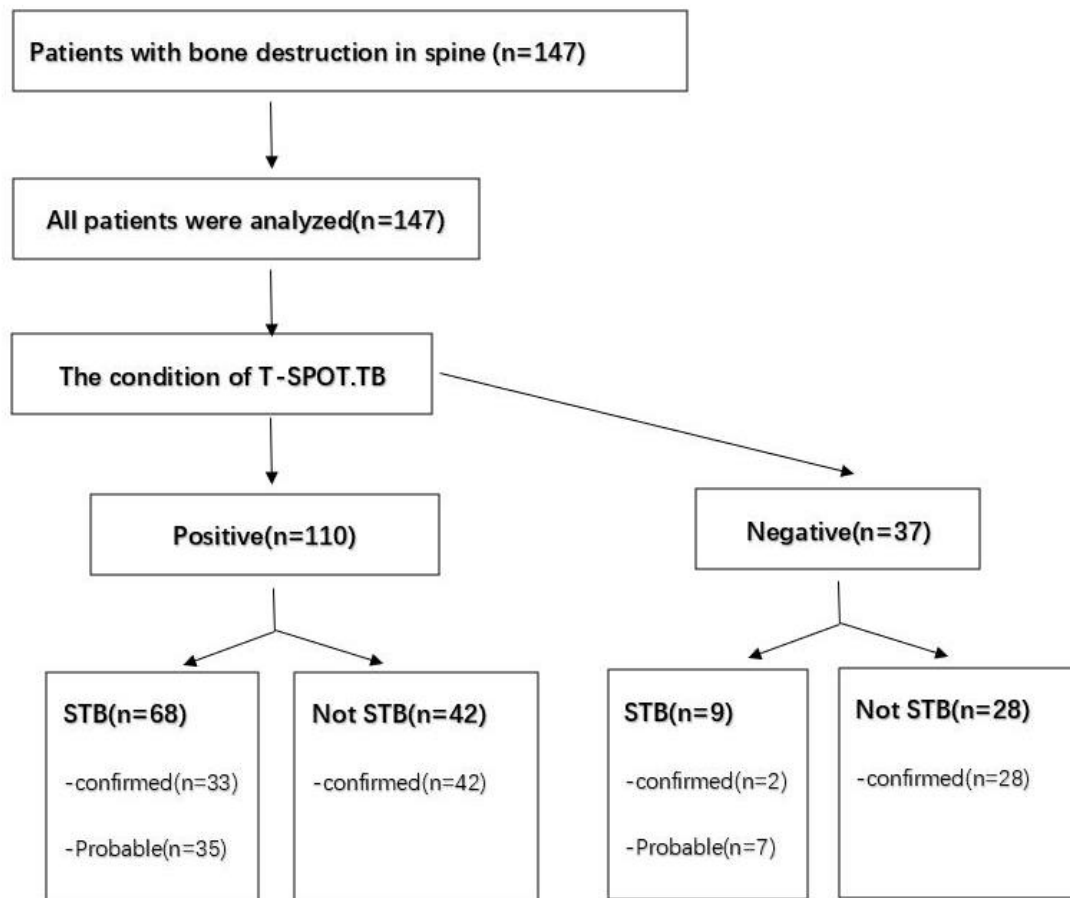 Patients with bone destruction in spine (n=147)
All patients were analyzed(n=147)
The condition of T-SPOT.TB
Positive(n=110)
Negative(n=37)
STB(n=68)
-confirmed(n=33)
-Probable(n=35)
Not STB(n=42)
-confirmed(n=42)
STB(n=9)
-confirmed(n=2)
-Probable(n=7)
Not STB(n=28)
-confirmed(n=28)